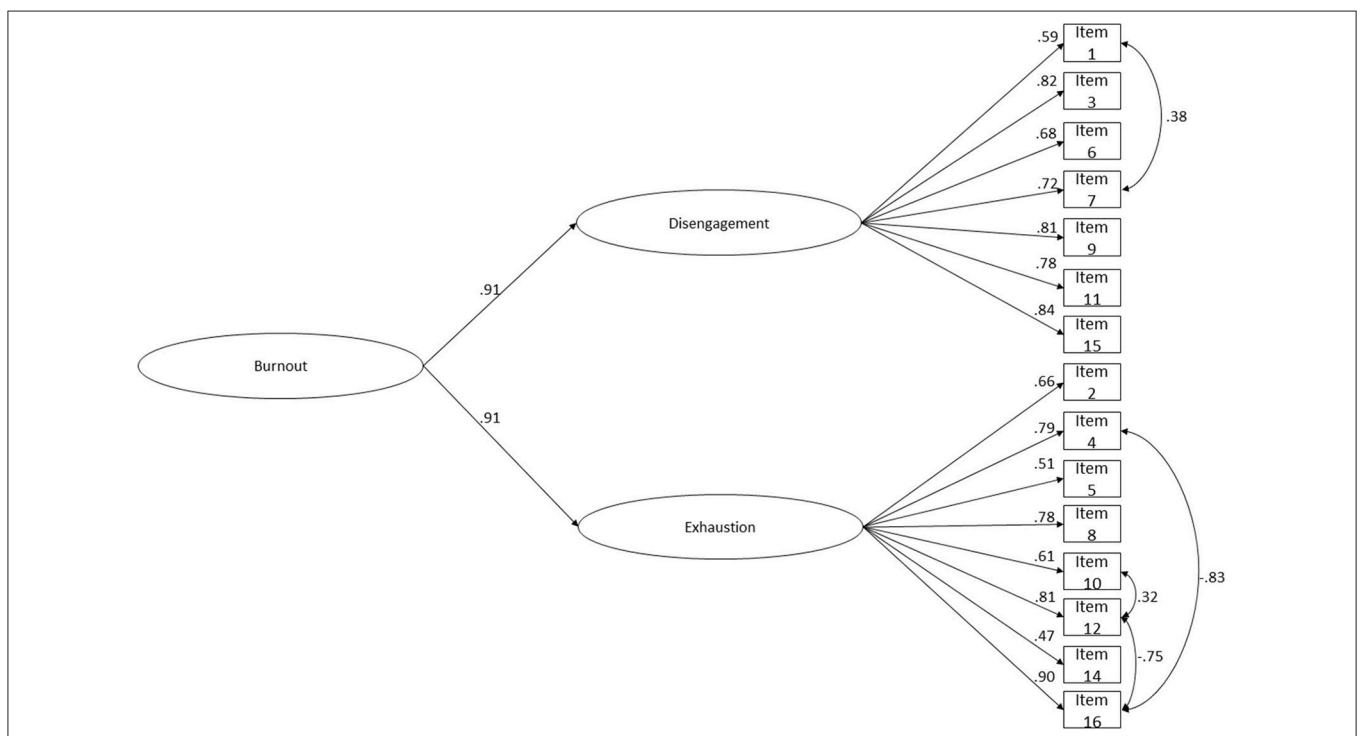 .59
Item
1
.82
Item
3
.38
.68
Item
6
.72
Item
7
Disengagement
.81
Item
9
.78
Item
11
.91
.84
Item
15
Burnout
.66
Item
2
.91
.79
Item
4
.51
Item
5
Exhaustion
.78
Item
8
.61
Item
10
-.83
.32
.81
Item
12
.47
-.75
Item
14
.90
Item
16